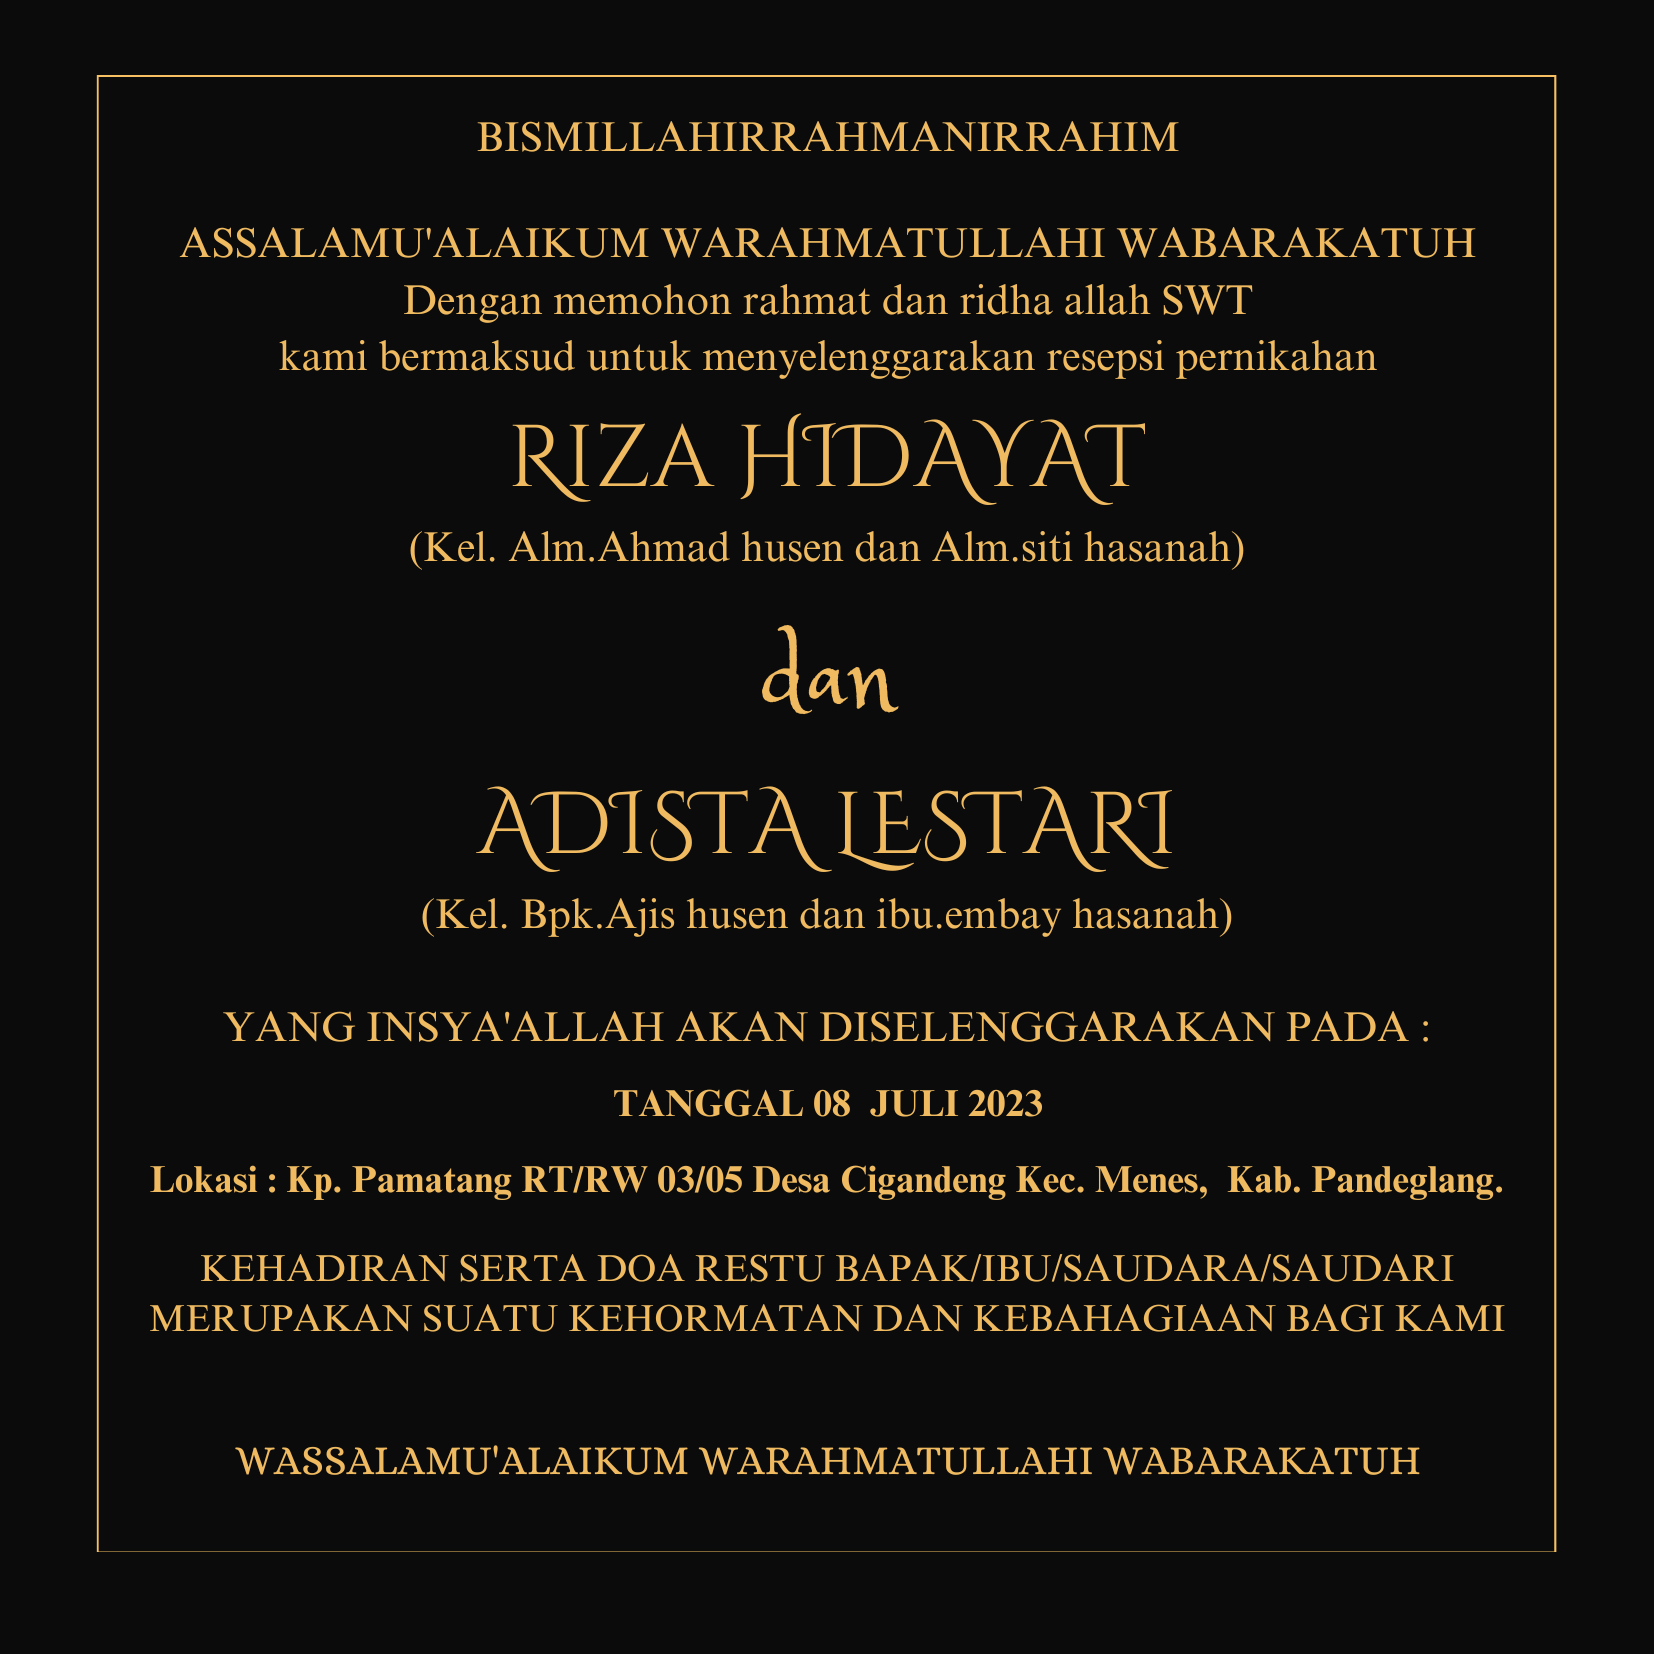 BISMILLAHIRRAHMANIRRAHIM
ASSALAMU'ALAIKUM WARAHMATULLAHI WABARAKATUH
Dengan memohon rahmat dan ridha allah SWT
kami bermaksud untuk menyelenggarakan resepsi pernikahan
RIZA HIDAYAT
(Kel. Alm.Ahmad husen dan Alm.siti hasanah)
dan
ADISTA LESTARI
(Kel. Bpk.Ajis husen dan ibu.embay hasanah)
YANG INSYA'ALLAH AKAN DISELENGGARAKAN PADA :
TANGGAL 08  JULI 2023
Lokasi : Kp. Pamatang RT/RW 03/05 Desa Cigandeng Kec. Menes,  Kab. Pandeglang.
KEHADIRAN SERTA DOA RESTU BAPAK/IBU/SAUDARA/SAUDARI
MERUPAKAN SUATU KEHORMATAN DAN KEBAHAGIAAN BAGI KAMI
WASSALAMU'ALAIKUM WARAHMATULLAHI WABARAKATUH